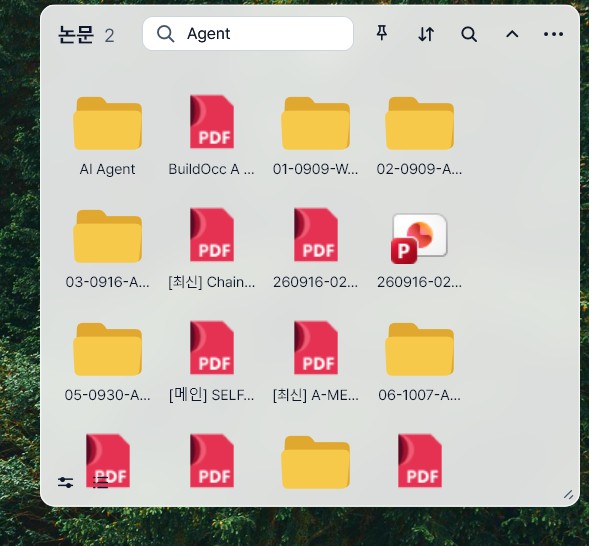 논문 2
Agent
PDF
AI Agent
BuildOcc A ...
01-0909-W...
02-0909-A...
PDF
PDF
P
03-0916-A...
[최신] Chain...
260916-02...
260916-02...
PDF
PDF
05-0930-A...
[메인] SELF...
[최신] A-ME...
06-1007-A...
PDF
PDF
PDF